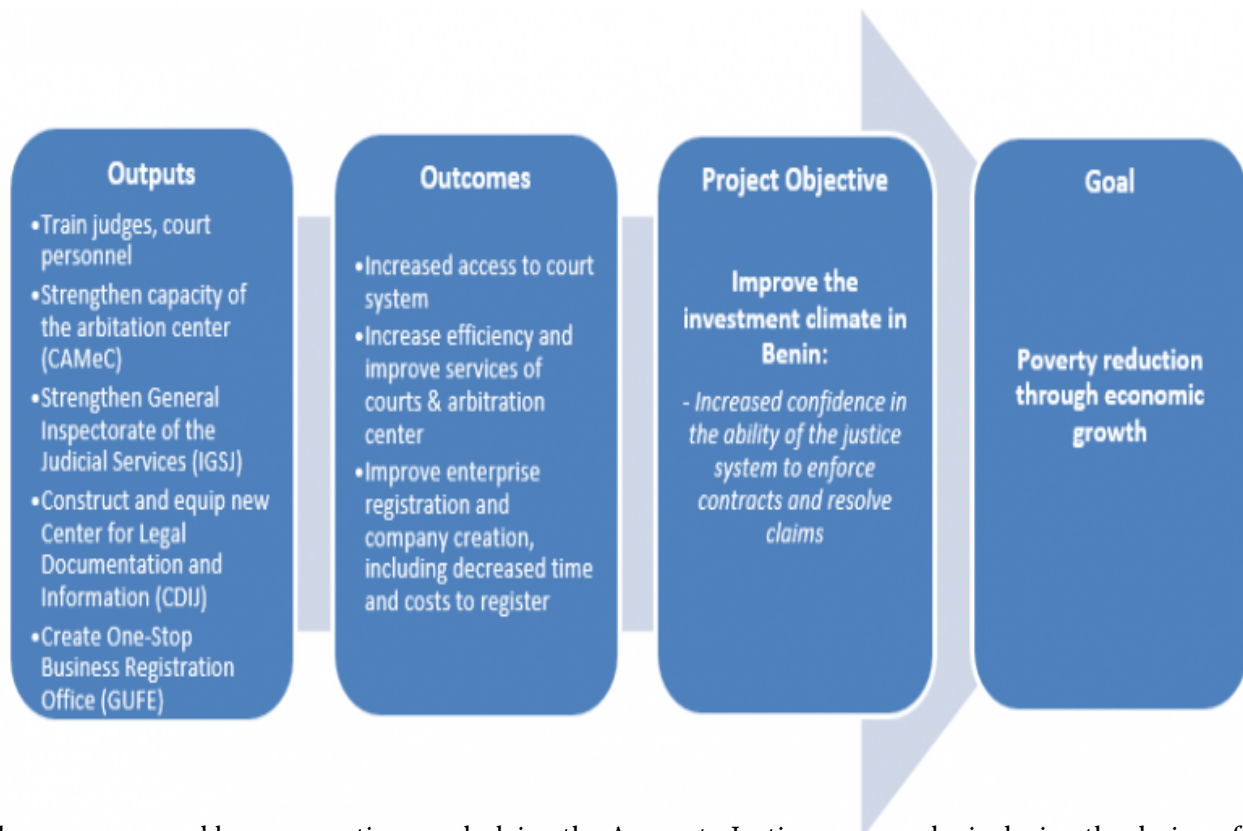 Outputs
•Train judges, court
personnel
•Strengthen capacity of
the arbitation center
(CAMeC)
•Strengthen General
Inspectorate of the
Judicial Services (IGSJ)
•Construct and equip new
Center for Legal
Documentation and
Information (CDIJ)
•Create One-Stop
Business Registration
Office (GUFE)
Outcomes
•Increased access to court
system
•Increase efficiency and
improve services of
courts & arbitration
center
•Improve enterprise
registration and
company creation,
including decreased time
and costs to register
Project Objective
Improve the
investment climate in
Benin:
- Increased confidence in
the ability of the justice
system to enforce
contracts and resolve
claims
Goal
Poverty reduction
through economic
growth